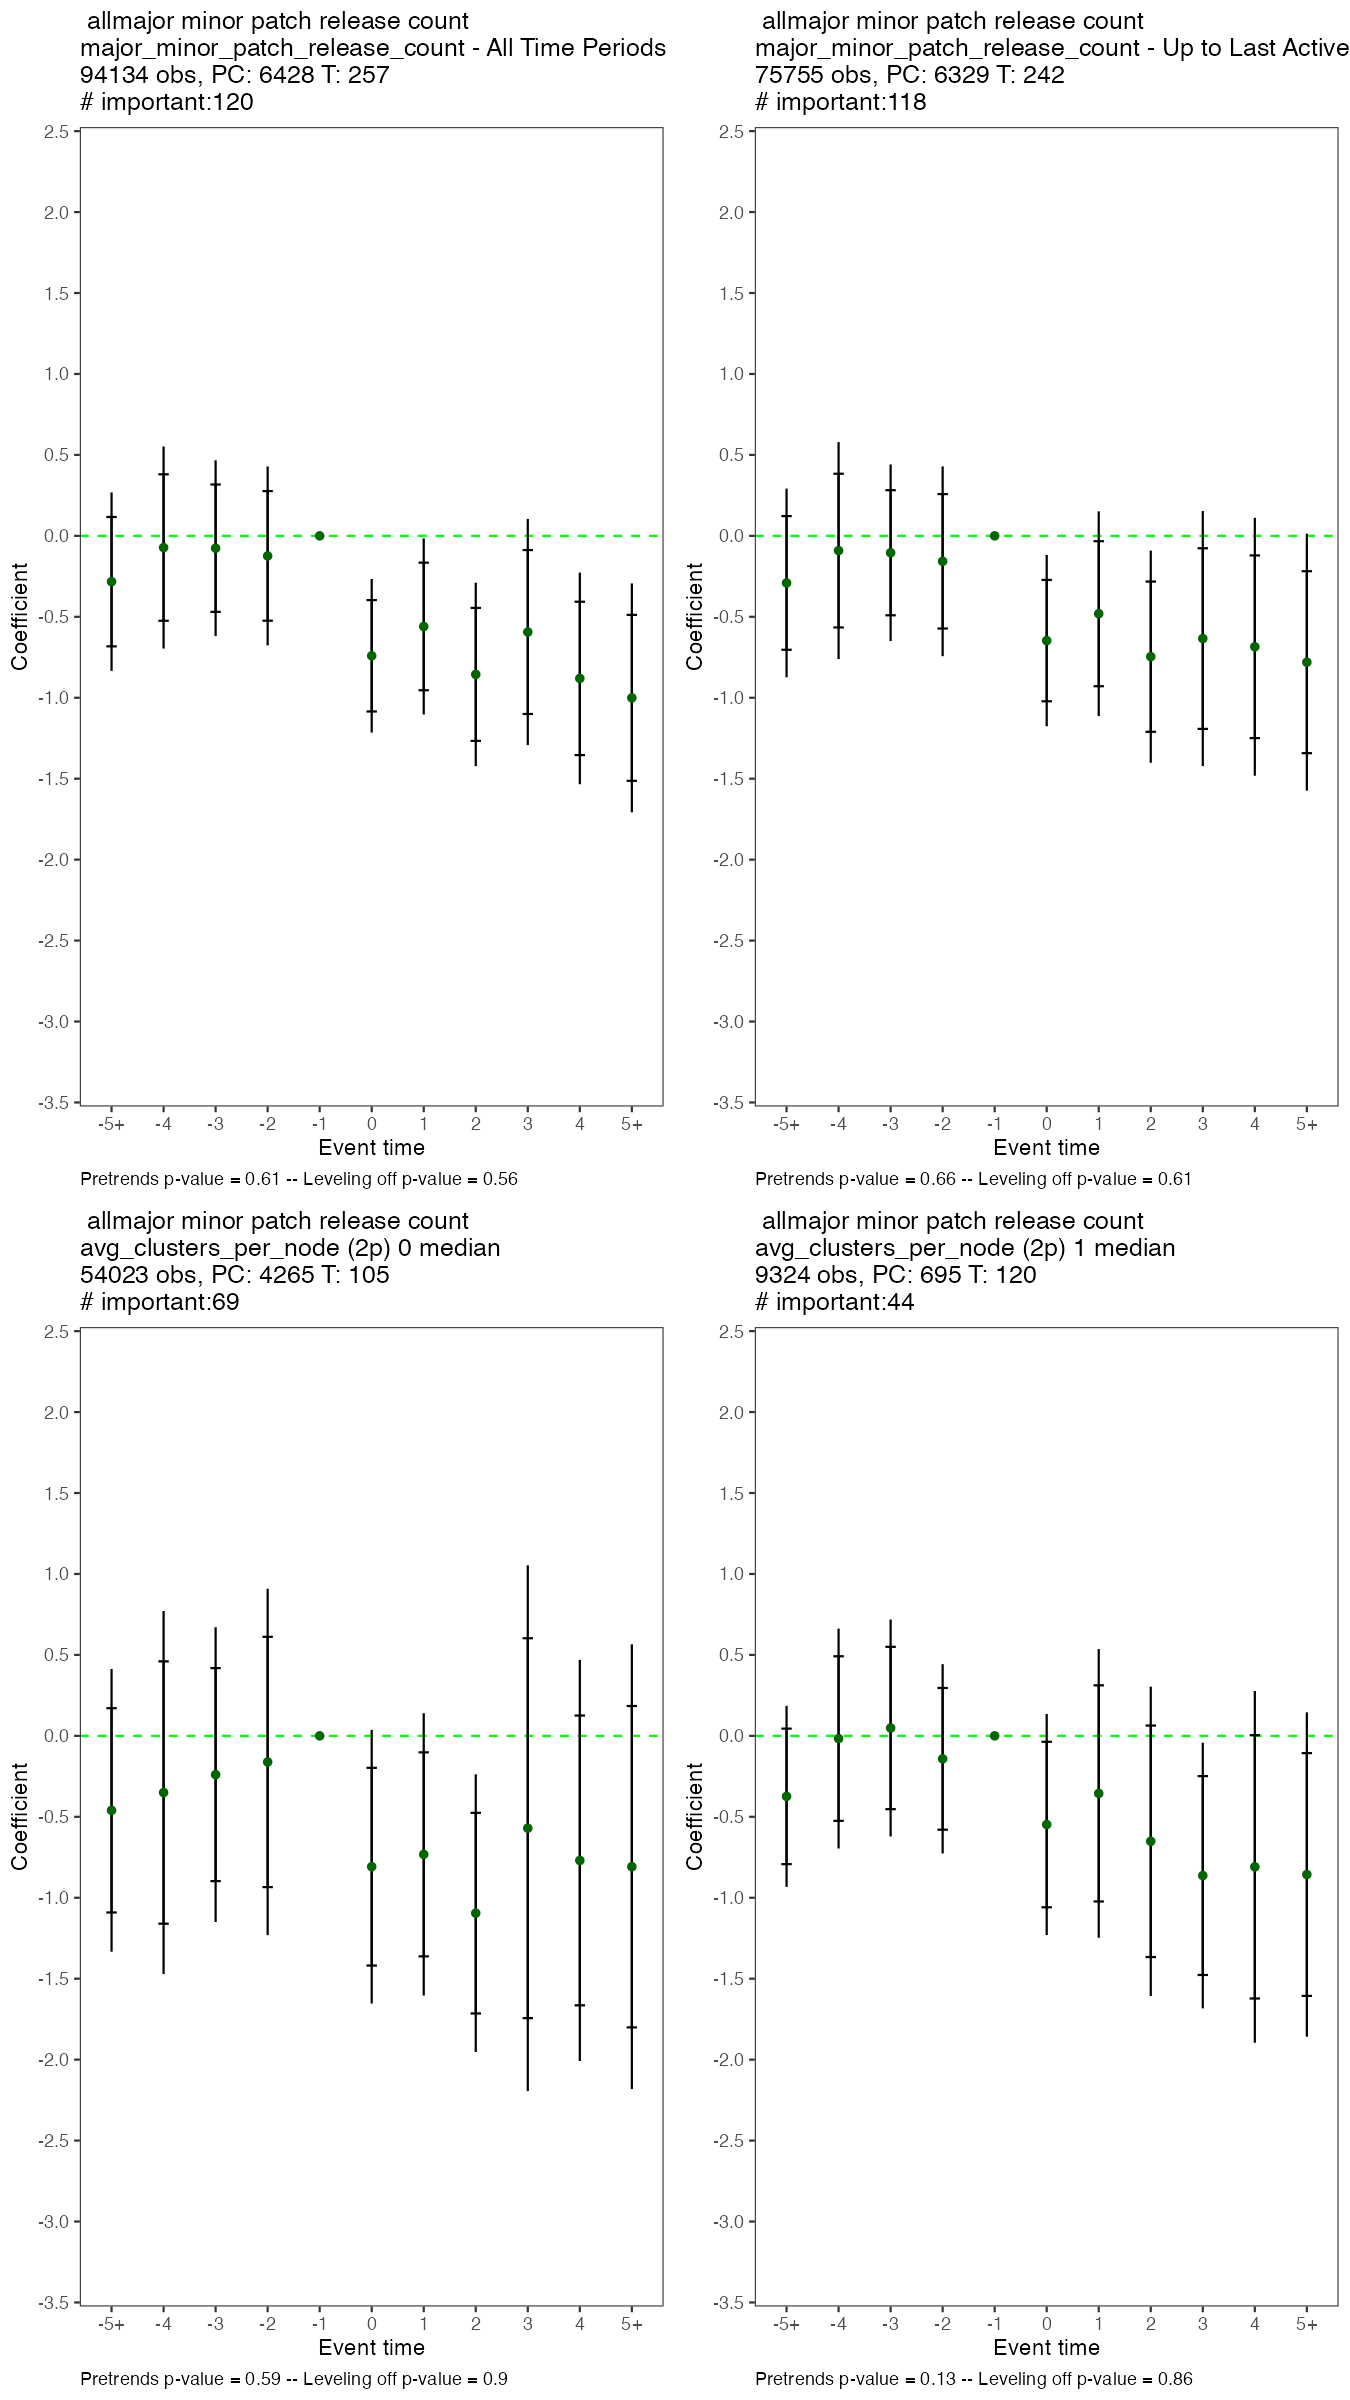 allmajor minor patch release count
major_minor_patch_release_count - All Time Periods
94134 obs, PC: 6428 T: 257
# important:120
2.5
2.0
1.5
1.0
0.5
0.0
-0.5
-1.0
-1.5
-2.0
-2.5
-3.0
-3.5
Coefficient
-5+ -4 -3 -2 -1 0 1 2 3 4 5+
Event time
Pretrends p-value = 0.61 -- Leveling off p-value = 0.56
allmajor minor patch release count
major_minor_patch_release_count - Up to Last Active
75755 obs, PC: 6329 T: 242
# important:118
2.5
2.0
1.5
1.0
0.5
0.0
-0.5
-1.0
-1.5
-2.0
-2.5
-3.0
-3.5
Coefficient
-5+ -4 -3 -2 -1 0 1 2 3 4 5+
Event time
Pretrends p-value = 0.66 -- Leveling off p-value = 0.61
allmajor minor patch release count
avg_clusters_per_node (2p) 0 median
54023 obs, PC: 4265 T: 105
# important:69
2.5
2.0
1.5
1.0
0.5
0.0
-0.5
-1.0
-1.5
-2.0
-2.5
-3.0
-3.5
Coefficient
-5+ -4 -3 -2 -1 0 1 2 3 4 5+
Event time
Pretrends p-value = 0.59 -- Leveling off p-value = 0.9
allmajor minor patch release count
avg_clusters_per_node (2p) 1 median
9324 obs, PC: 695 T: 120
# important:44
2.5
2.0
1.5
1.0
0.5
0.0
-0.5
-1.0
-1.5
-2.0
-2.5
-3.0
-3.5
Coefficient
-5+ -4 -3 -2 -1 0 1 2 3 4 5+
Event time
Pretrends p-value = 0.13 -- Leveling off p-value = 0.86